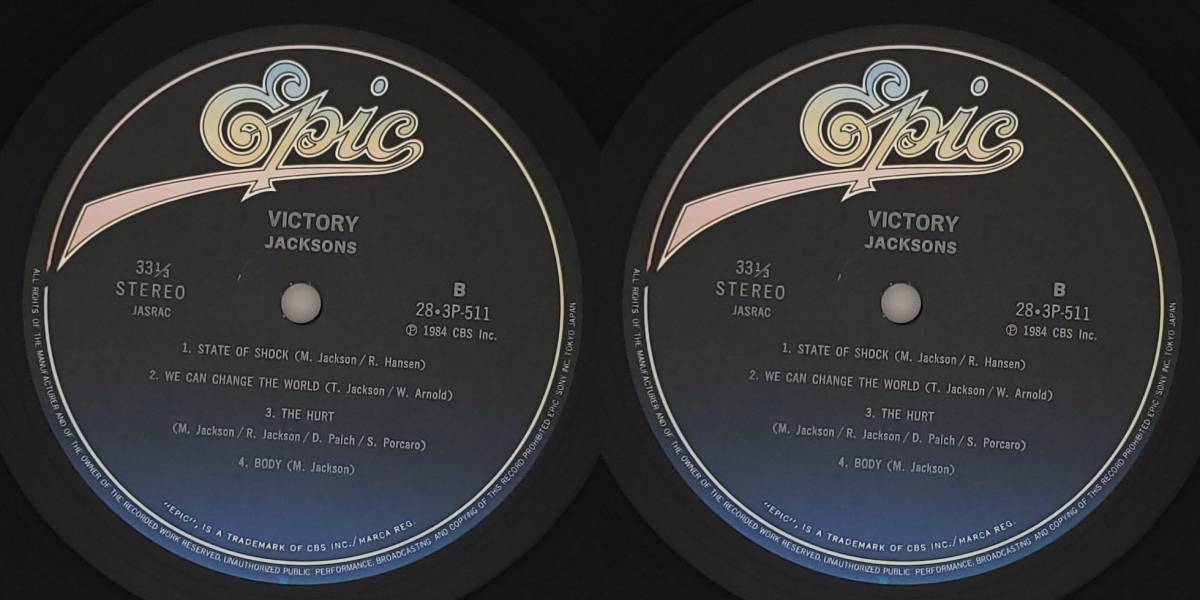 Epic
VICTORY
JACKSONS
33⅓
STEREO
JASRAC
B
28•3P-511
Ⓟ 1984 CBS Inc.
1. STATE OF SHOCK (M. Jackson/R. Hansen)
2. WE CAN CHANGE THE WORLD (T. Jackson/W. Arnold)
3. THE HURT
(M. Jackson/R. Jackson/D. Paich/S. Porcaro)
4. BODY (M. Jackson)
"EPIC", IS A TRADEMARK OF CBS INC./MARCA REG.
ALL RIGHTS OF THE MANUFACTURER AND OF THE OWNER OF THE RECORDED WORK RESERVED, UNAUTHORIZED PUBLIC PERFORMANCE, BROADCASTING AND COPYING OF THIS RECORD PROHIBITED EPIC·SONY INC. TOKYO JAPAN
Epic
VICTORY
JACKSONS
33⅓
STEREO
JASRAC
B
28•3P-511
Ⓟ 1984 CBS Inc.
1. STATE OF SHOCK (M. Jackson/R. Hansen)
2. WE CAN CHANGE THE WORLD (T. Jackson/W. Arnold)
3. THE HURT
(M. Jackson/R. Jackson/D. Paich/S. Porcaro)
4. BODY (M. Jackson)
"EPIC", IS A TRADEMARK OF CBS INC./MARCA REG.
ALL RIGHTS OF THE MANUFACTURER AND OF THE OWNER OF THE RECORDED WORK RESERVED, UNAUTHORIZED PUBLIC PERFORMANCE, BROADCASTING AND COPYING OF THIS RECORD PROHIBITED EPIC·SONY INC. TOKYO JAPAN